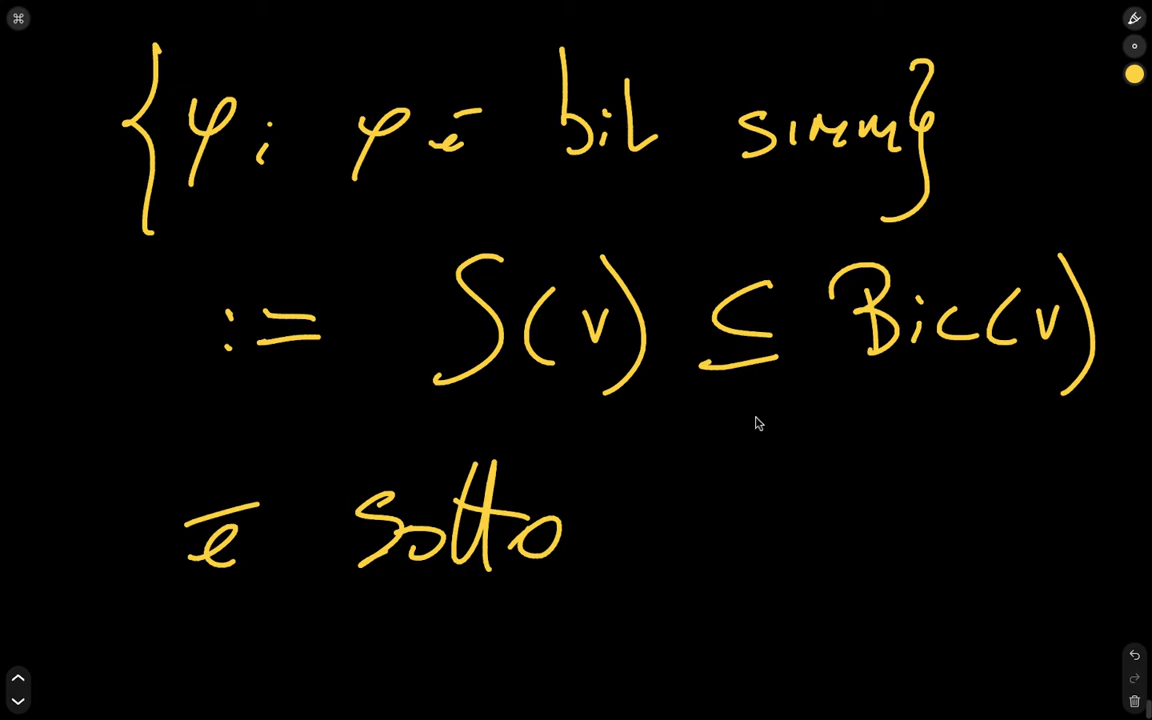 {φ ; φ è bil simm}
:= S(V) ⊆ Bil(V)
è sotto